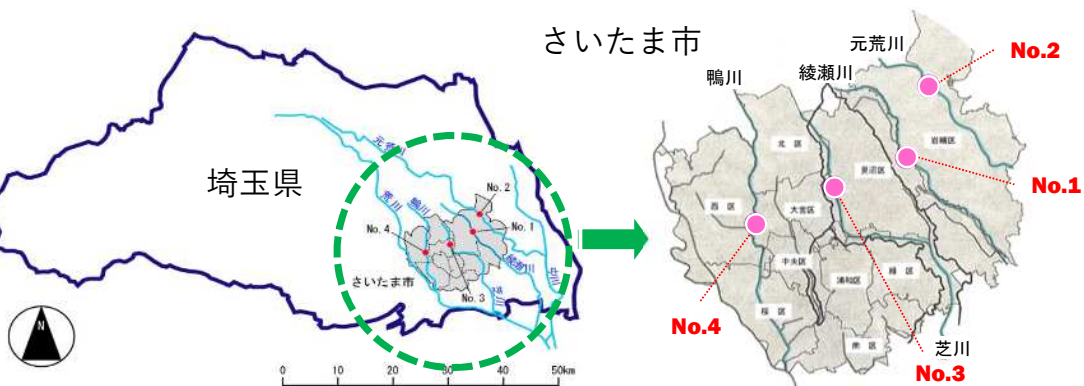 埼玉県
さいたま市
元荒川
荒川
鴨川
綾瀬川
中川
芝川
No.2
No.1
No.4
No.3
さいたま市
N
0
10
20
30
40
50km
鴨川
綾瀬川
元荒川
芝川
No.2
No.1
No.3
No.4
岩槻区
北区
見沼区
西区
大宮区
中央区
浦和区
緑区
桜区
南区